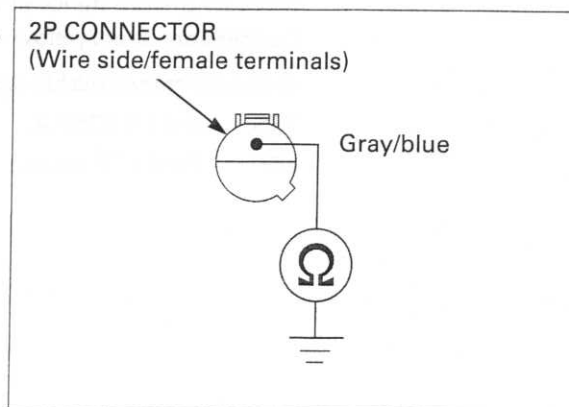 2P CONNECTOR
(Wire side/female terminals)
Gray/blue
Ω